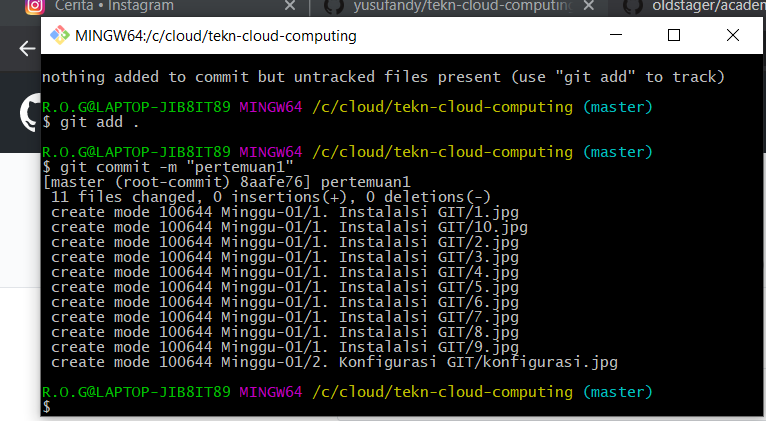 Cerita • Instagram
yusufandy/tekn-cloud-computing
oldstager/academ
MINGW64:/c/cloud/tekn-cloud-computing
nothing added to commit but untracked files present (use "git add" to track)
R.O.G@LAPTOP-JIB8IT89 MINGW64 /c/cloud/tekn-cloud-computing (master)
$ git add .
R.O.G@LAPTOP-JIB8IT89 MINGW64 /c/cloud/tekn-cloud-computing (master)
$ git commit -m "pertemuan1"
[master (root-commit) 8aafe76] pertemuan1
11 files changed, 0 insertions(+), 0 deletions(-)
create mode 100644 Minggu-01/1. Instalalsi GIT/1.jpg
create mode 100644 Minggu-01/1. Instalalsi GIT/10.jpg
create mode 100644 Minggu-01/1. Instalalsi GIT/2.jpg
create mode 100644 Minggu-01/1. Instalalsi GIT/3.jpg
create mode 100644 Minggu-01/1. Instalalsi GIT/4.jpg
create mode 100644 Minggu-01/1. Instalalsi GIT/5.jpg
create mode 100644 Minggu-01/1. Instalalsi GIT/6.jpg
create mode 100644 Minggu-01/1. Instalalsi GIT/7.jpg
create mode 100644 Minggu-01/1. Instalalsi GIT/8.jpg
create mode 100644 Minggu-01/1. Instalalsi GIT/9.jpg
create mode 100644 Minggu-01/2. Konfigurasi GIT/konfigurasi.jpg
R.O.G@LAPTOP-JIB8IT89 MINGW64 /c/cloud/tekn-cloud-computing (master)
$